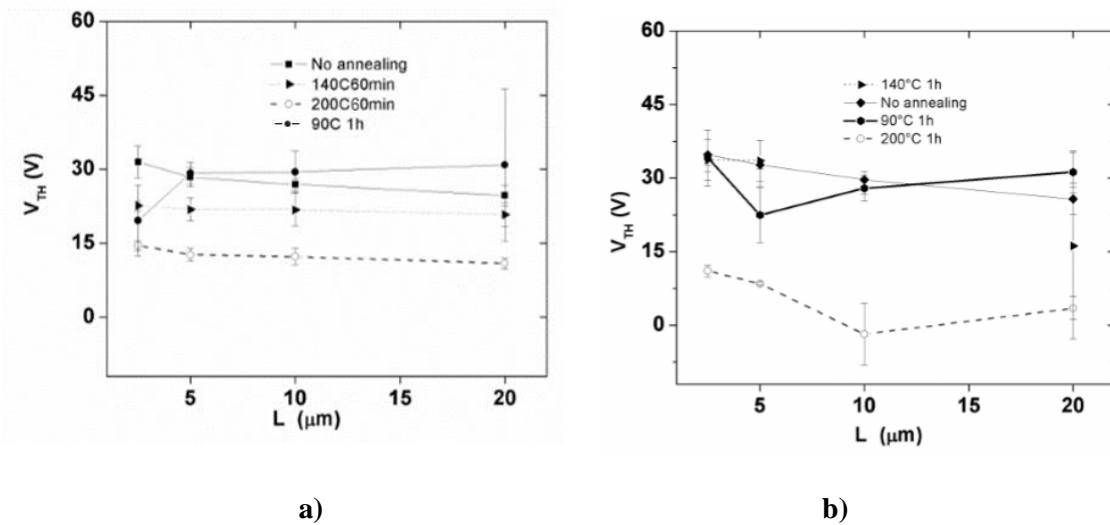 60
45
30
15
0
V_TH (V)
No annealing
140C60min
200C60min
90C 1h
5
10
15
20
L (μm)
a)
60
45
30
15
0
V_TH (V)
140°C 1h
No annealing
90°C 1h
200°C 1h
5
10
15
20
L (μm)
b)